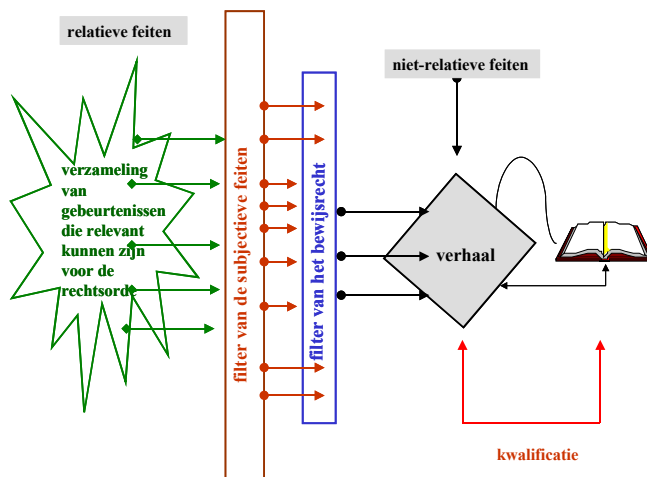 relatieve feiten
niet-relatieve feiten
verzameling
van
gebeurtenissen
die relevant
kunnen zijn
voor de
rechtsorde
filter van de subjectieve feiten
filter van het bewijsrecht
verhaal
kwalificatie